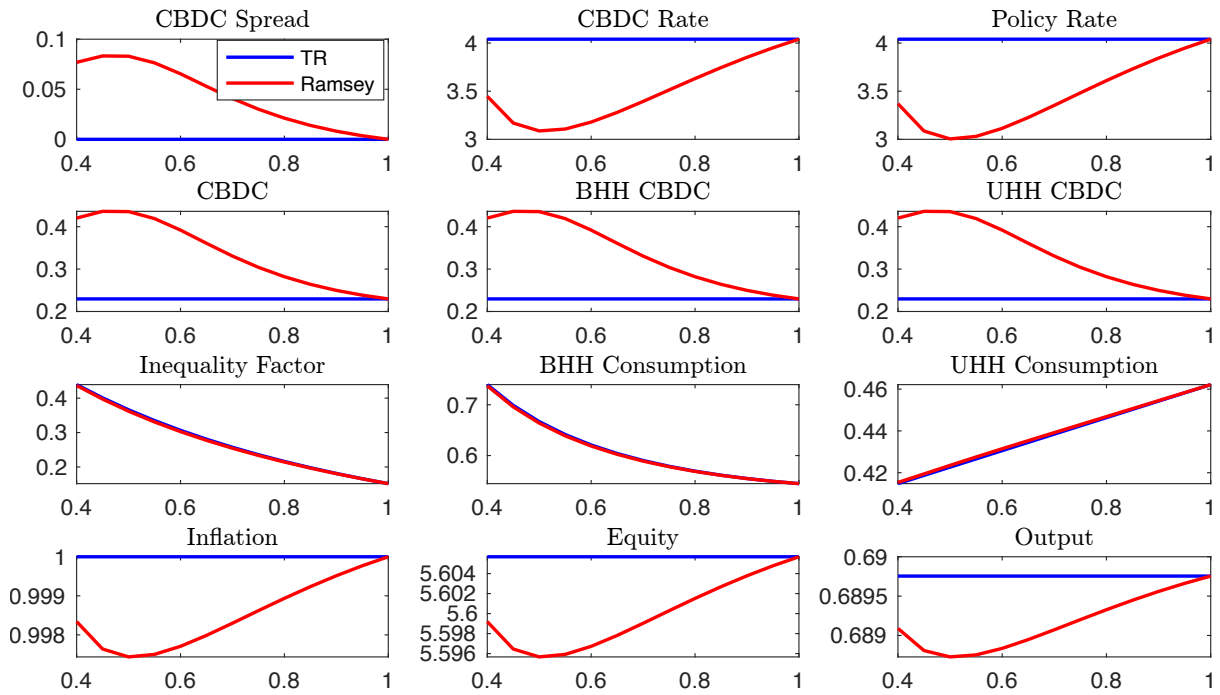 CBDC Spread
0.1
0.05
0
TR
Ramsey
0.4 0.6 0.8 1
CBDC Rate
4
3.5
3
0.4 0.6 0.8 1
Policy Rate
4
3.5
3
0.4 0.6 0.8 1
CBDC
0.4
0.3
0.2
0.4 0.6 0.8 1
BHH CBDC
0.4
0.3
0.2
0.4 0.6 0.8 1
UHH CBDC
0.4
0.3
0.2
0.4 0.6 0.8 1
Inequality Factor
0.4
0.3
0.2
0.4 0.6 0.8 1
BHH Consumption
0.7
0.6
0.4 0.6 0.8 1
UHH Consumption
0.46
0.44
0.42
0.4 0.6 0.8 1
Inflation
1
0.999
0.998
0.4 0.6 0.8 1
Equity
5.604
5.602
5.6
5.598
5.596
0.4 0.6 0.8 1
Output
0.69
0.6895
0.689
0.4 0.6 0.8 1